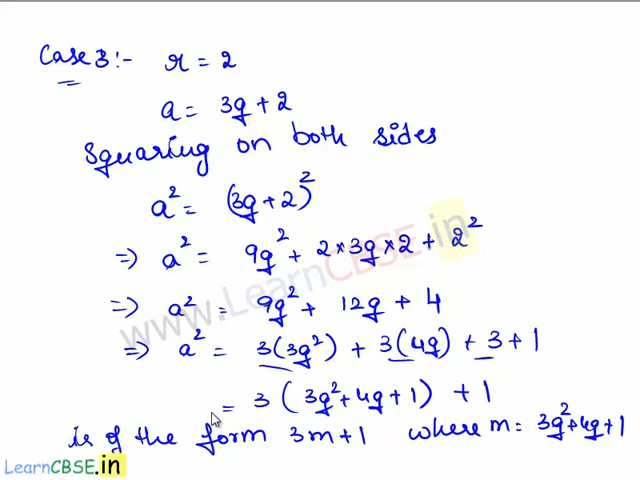 Case 3:- r = 2
a = 3q + 2
Squaring on both sides
a² = (3q + 2)²
⇒ a² = 9q² + 2×3q×2 + 2²
⇒ a² = 9q² + 12q + 4
⇒ a² = 3(3q²) + 3(4q) + 3 + 1
= 3(3q² + 4q + 1) + 1
is of the form 3m+1 where m = 3q²+4q+1
www.LearnCBSE.in
LearnCBSE.in